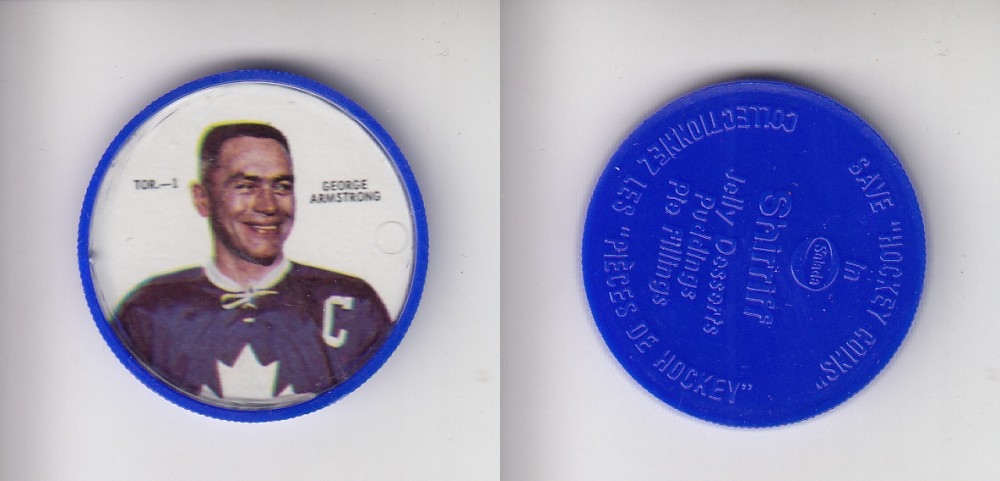 TOR.—1
GEORGE
ARMSTRONG
C
SAVE "HOCKEY COINS"
in
Salada
Shirriff
Jelly Desserts
Puddings
Pie Fillings
COLLECTIONNEZ LES "PIÈCES DE HOCKEY"